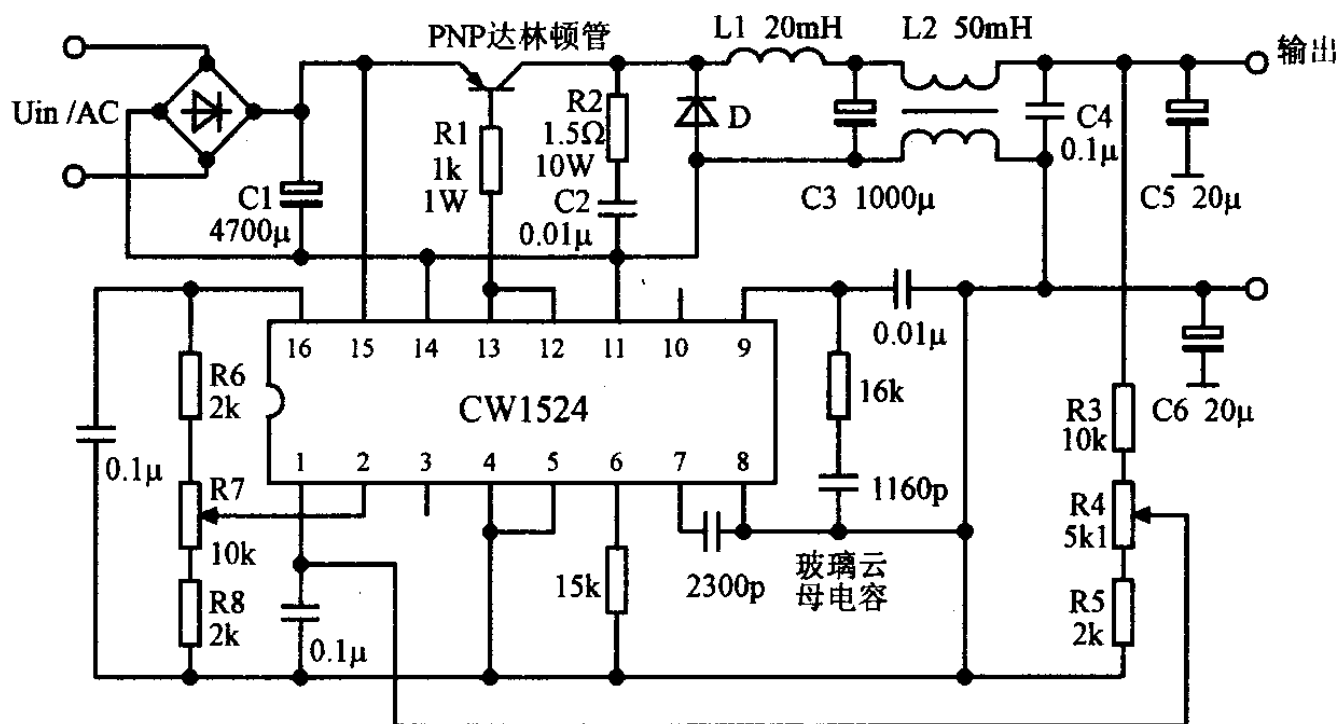 PNP达林顿管
L1 20mH
L2 50mH
输出
Uin /AC
R1
1k
1W
R2
1.5Ω
10W
D
C4
0.1μ
C1
4700μ
C2
0.01μ
C3 1000μ
C5 20μ
16
15
14
13
12
11
10
9
0.01μ
R6
2k
CW1524
16k
R3
10k
C6 20μ
0.1μ
1
2
3
4
5
6
7
8
R7
10k
1160p
R4
5k1
R8
2k
0.1μ
15k
2300p
玻璃云
母电容
R5
2k